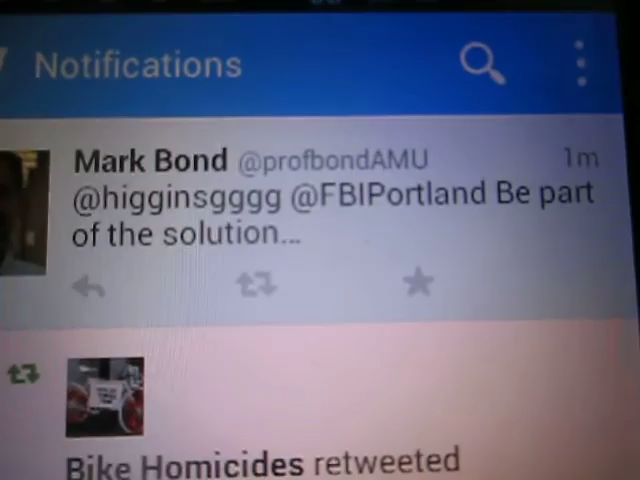 Notifications
Mark Bond @profbondAMU 1m
@higginsgggg @FBIPortland Be part
of the solution...
Bike Homicides retweeted